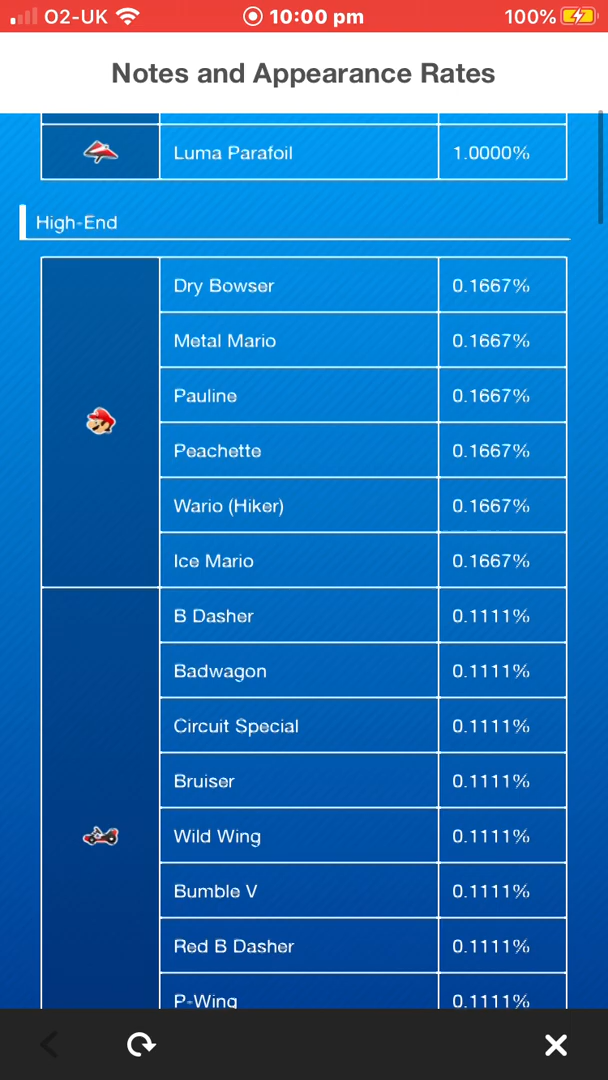 O2-UK 10:00 pm 100%
Notes and Appearance Rates
Luma Parafoil 1.0000%
High-End
Dry Bowser 0.1667%
Metal Mario 0.1667%
Pauline 0.1667%
Peachette 0.1667%
Wario (Hiker) 0.1667%
Ice Mario 0.1667%
B Dasher 0.1111%
Badwagon 0.1111%
Circuit Special 0.1111%
Bruiser 0.1111%
Wild Wing 0.1111%
Bumble V 0.1111%
Red B Dasher 0.1111%
P-Wing 0.1111%